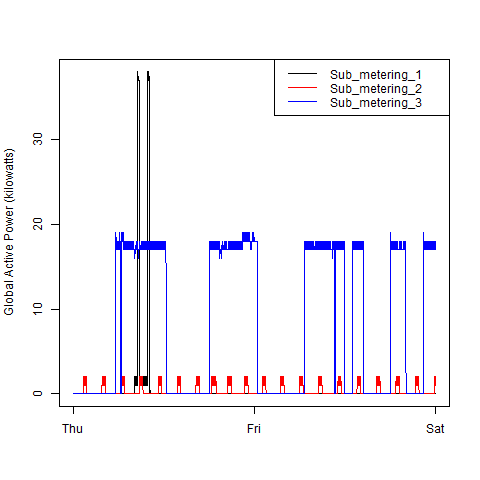 Sub_metering_1
Sub_metering_2
Sub_metering_3
Global Active Power (kilowatts)
30
20
10
0
Thu Fri Sat